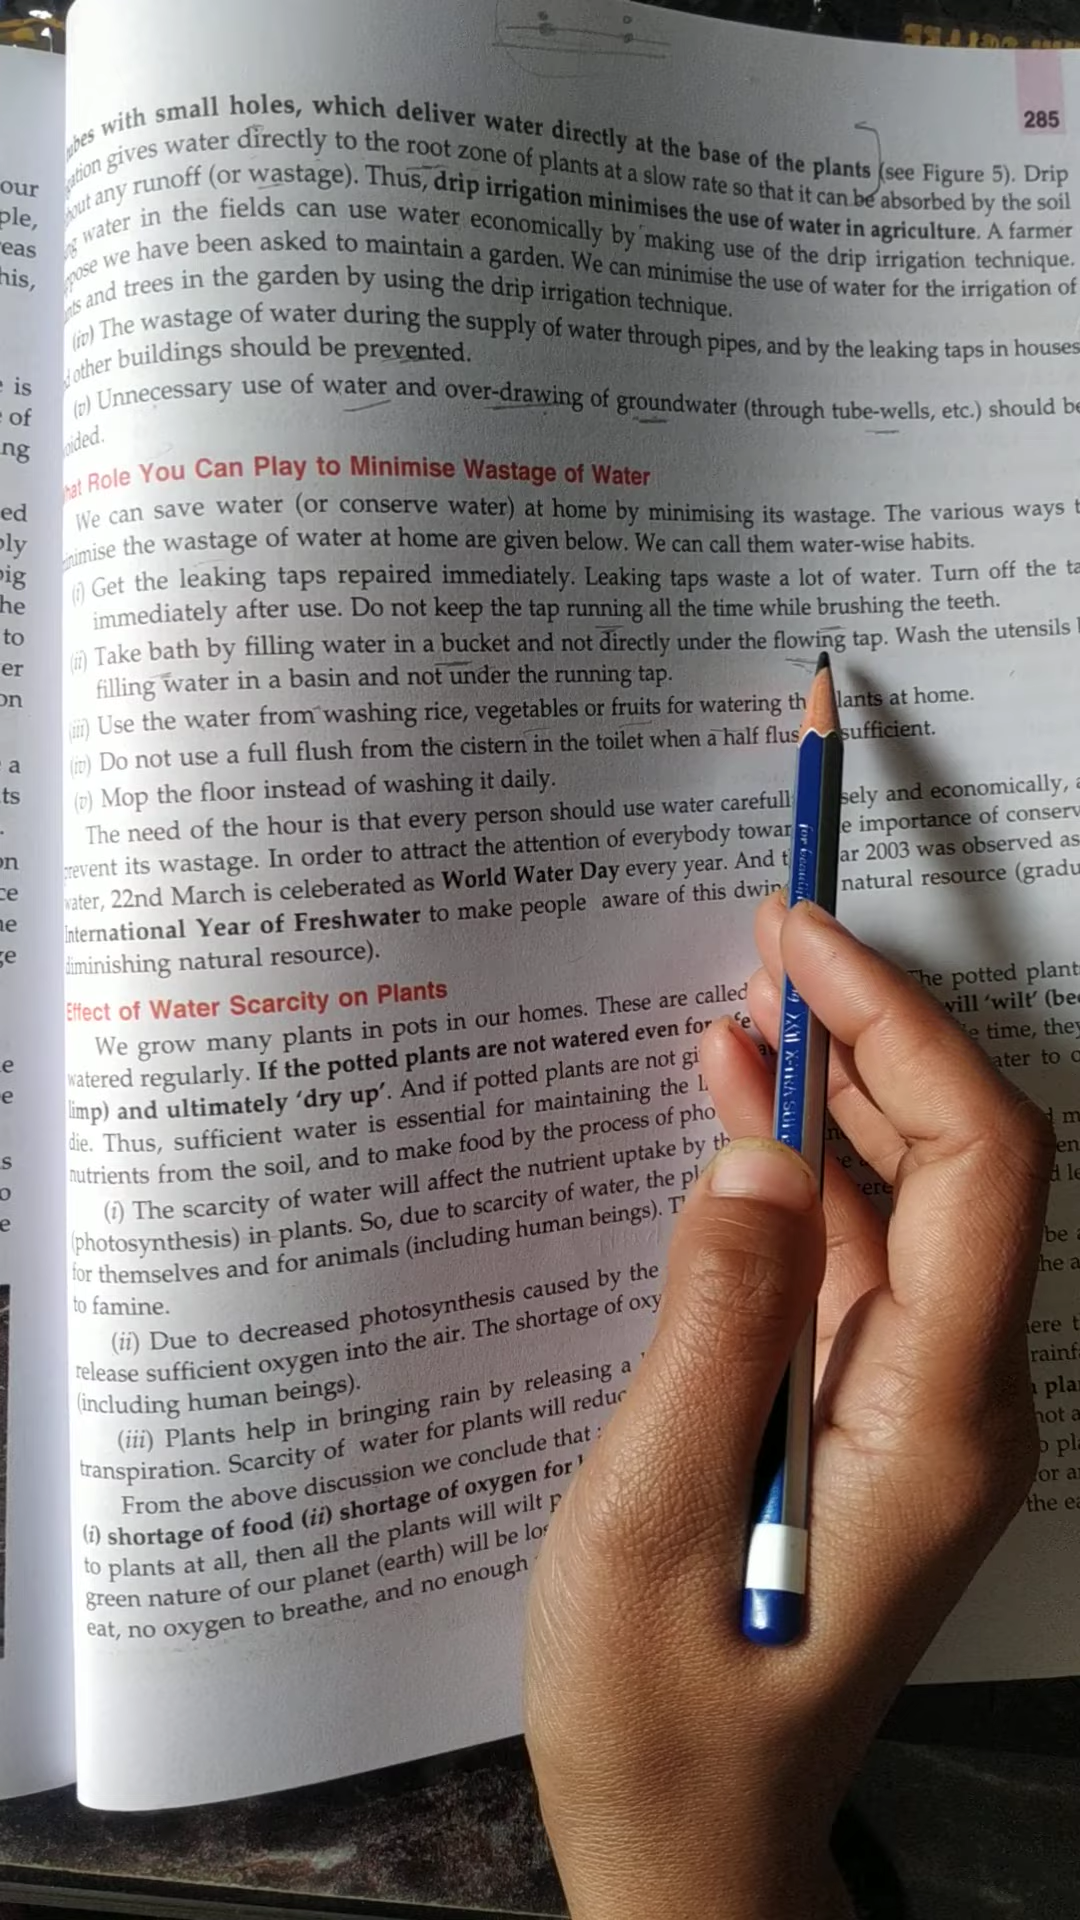 285
with small holes, which deliver water directly at the base of the plants (see Figure 5). Drip
gives water directly to the root zone of plants at a slow rate so that it can be absorbed by the soil
any runoff (or wastage). Thus, drip irrigation minimises the use of water in agriculture. A farmer
water in the fields can use water economically by making use of the drip irrigation technique.
we have been asked to maintain a garden. We can minimise the use of water for the irrigation of
and trees in the garden by using the drip irrigation technique.
(iv) The wastage of water during the supply of water through pipes, and by the leaking taps in houses
other buildings should be prevented.
(v) Unnecessary use of water and over-drawing of groundwater (through tube-wells, etc.) should be
Role You Can Play to Minimise Wastage of Water
We can save water (or conserve water) at home by minimising its wastage. The various ways
the wastage of water at home are given below. We can call them water-wise habits.
(i) Get the leaking taps repaired immediately. Leaking taps waste a lot of water. Turn off the
immediately after use. Do not keep the tap running all the time while brushing the teeth.
(ii) Take bath by filling water in a bucket and not directly under the flowing tap. Wash the utensils
filling water in a basin and not under the running tap.
(iii) Use the water from washing rice, vegetables or fruits for watering the plants at home.
(iv) Do not use a full flush from the cistern in the toilet when a half sufficient.
(v) Mop the floor instead of washing it daily.
The need of the hour is that every person should use water and economically,
its wastage. In order to attract the attention of everybody importance of
22nd March is celeberated as World Water Day every year. And 2003 was observed as
International Year of Freshwater to make people aware of this natural resource
diminishing natural resource).
Effect of Water Scarcity on Plants
We grow many plants in pots in our homes. These are called The potted
watered regularly. If the potted plants are not watered even for will 'wilt'
limp) and ultimately 'dry up'. And if potted plants are not time, they
die. Thus, sufficient water is essential for maintaining the to
nutrients from the soil, and to make food by the process of
(i) The scarcity of water will affect the nutrient uptake by
(photosynthesis) in plants. So, due to scarcity of water, the
for themselves and for animals (including human beings).
to famine.
(ii) Due to decreased photosynthesis caused by the
release sufficient oxygen into the air. The shortage of
(including human beings).
(iii) Plants help in bringing rain by releasing a
transpiration. Scarcity of water for plants will
From the above discussion we conclude that :
(i) shortage of food (ii) shortage of oxygen for
to plants at all, then all the plants will wilt
green nature of our planet (earth) will be
eat, no oxygen to breathe, and no enough